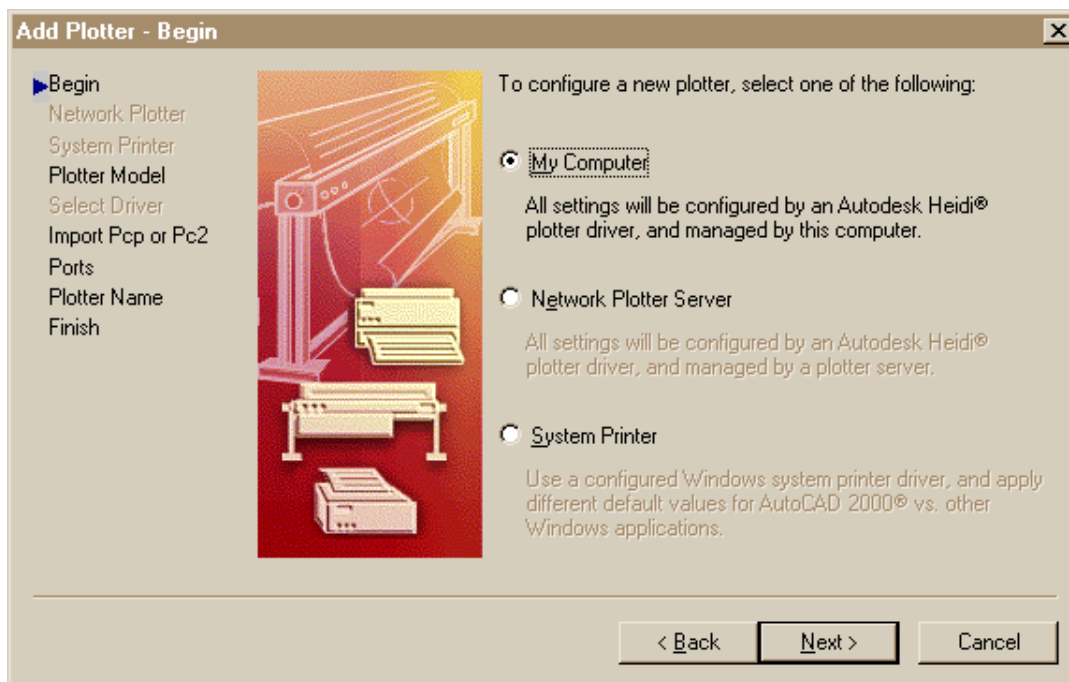 Add Plotter - Begin
Begin
Network Plotter
System Printer
Plotter Model
Select Driver
Import Pcp or Pc2
Ports
Plotter Name
Finish
To configure a new plotter, select one of the following:
My Computer
All settings will be configured by an Autodesk Heidi®
plotter driver, and managed by this computer.
Network Plotter Server
All settings will be configured by an Autodesk Heidi®
plotter driver, and managed by a plotter server.
System Printer
Use a configured Windows system printer driver, and apply
different default values for AutoCAD 2000® vs. other
Windows applications.
< Back
Next >
Cancel